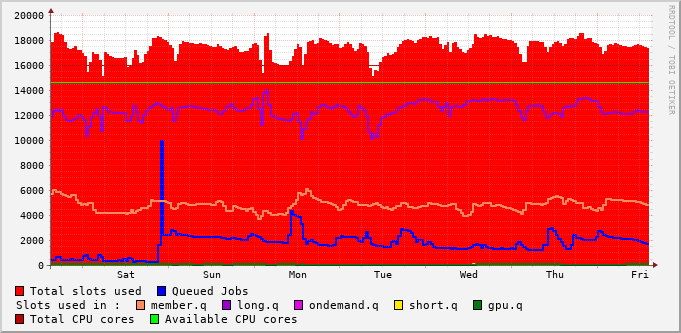 20000
18000
16000
14000
12000
10000
8000
6000
4000
2000
0
Sat Sun Mon Tue Wed Thu Fri
RRDTOOL / TOBI OETIKER
Total slots used Queued Jobs
Slots used in : member.q long.q ondemand.q short.q gpu.q
Total CPU cores Available CPU cores